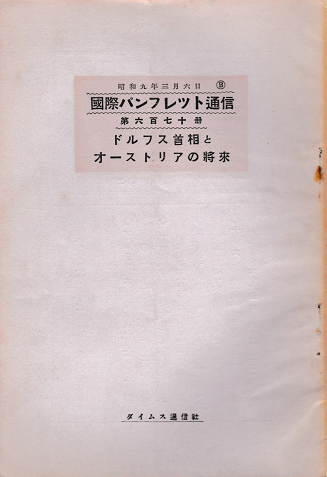 昭和九年三月六日 Ⓑ
國際パンフレツト通信
第六百七十册
ドルフス首相と
オーストリアの將來
タイムス通信社